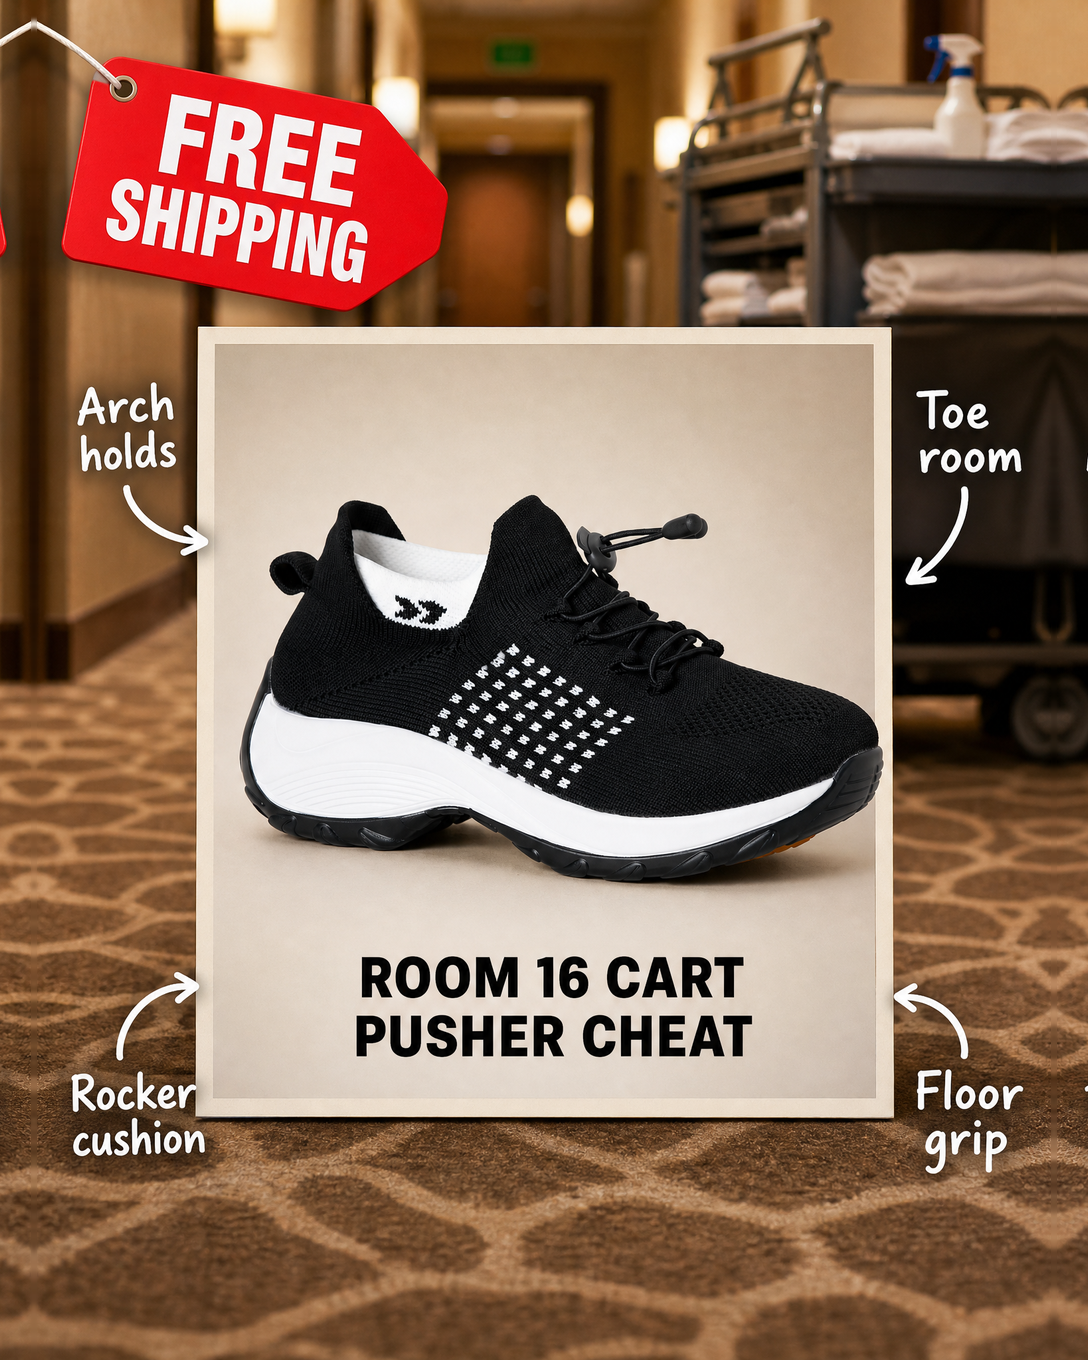 FREE
SHIPPING
Arch
holds
Toe
room
ROOM 16 CART
PUSHER CHEAT
Rocker
cushion
Floor
grip